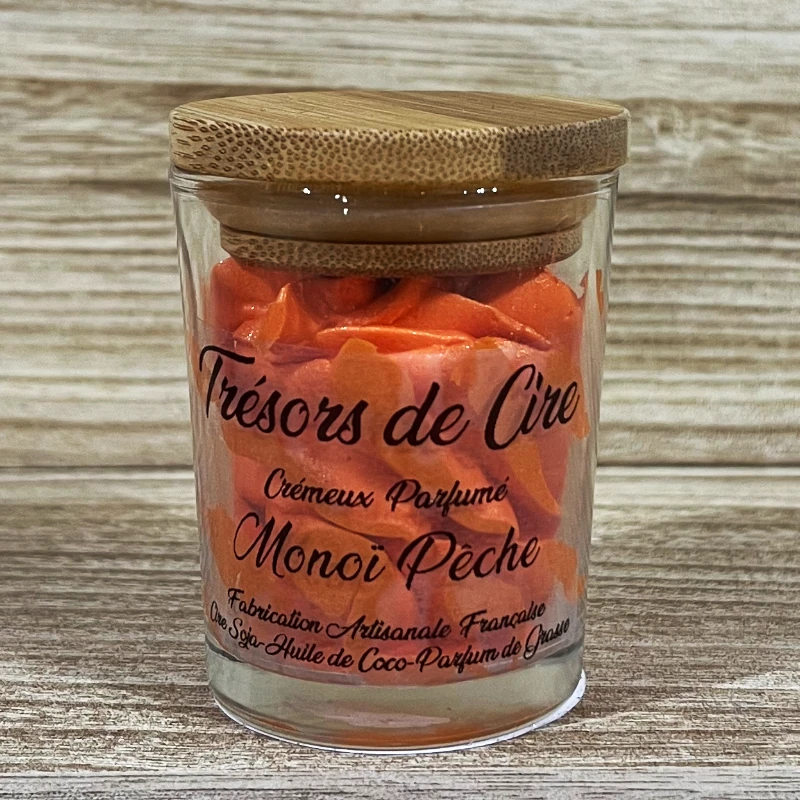 Trésors de Cire
Crémeux Parfumé
Monoï Pêche
Fabrication Artisanale Française
Cire Soja-Huile de Coco-Parfum de Grasse